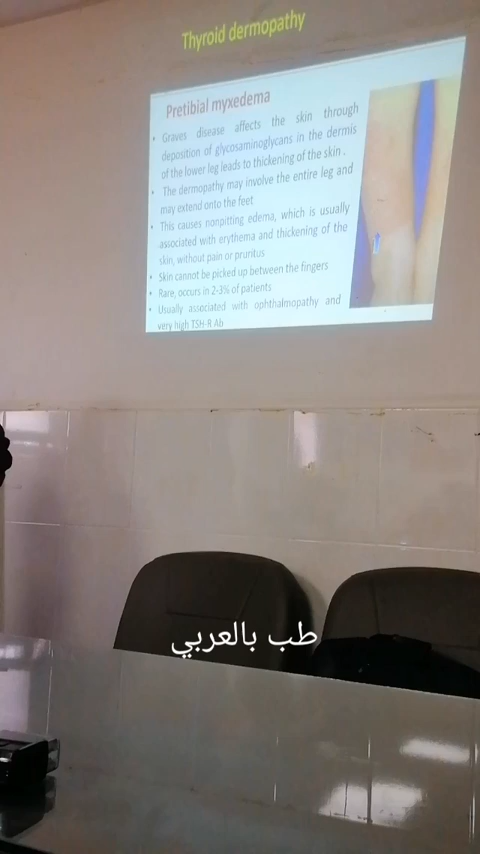 Thyroid dermopathy
Pretibial myxedema
• Graves disease affects the skin through
deposition of glycosaminoglycans in the dermis
of the lower leg leads to thickening of the skin .
• The dermopathy may involve the entire leg and
may extend onto the feet
• This causes nonpitting edema, which is usually
associated with erythema and thickening of the
skin, without pain or pruritus
• Skin cannot be picked up between the fingers
• Rare, occurs in 2-3% of patients
• Usually associated with ophthalmopathy and
very high TSH-R Ab
طب بالعربي